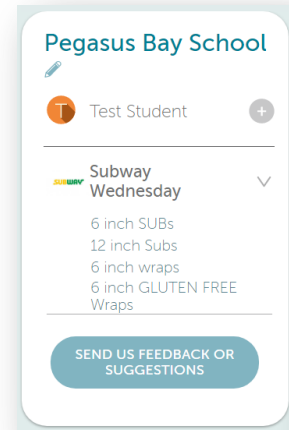 Pegasus Bay School
T
Test Student
+
SUBWAY
Subway
Wednesday
6 inch SUBs
12 inch Subs
6 inch wraps
6 inch GLUTEN FREE
Wraps
SEND US FEEDBACK OR
SUGGESTIONS